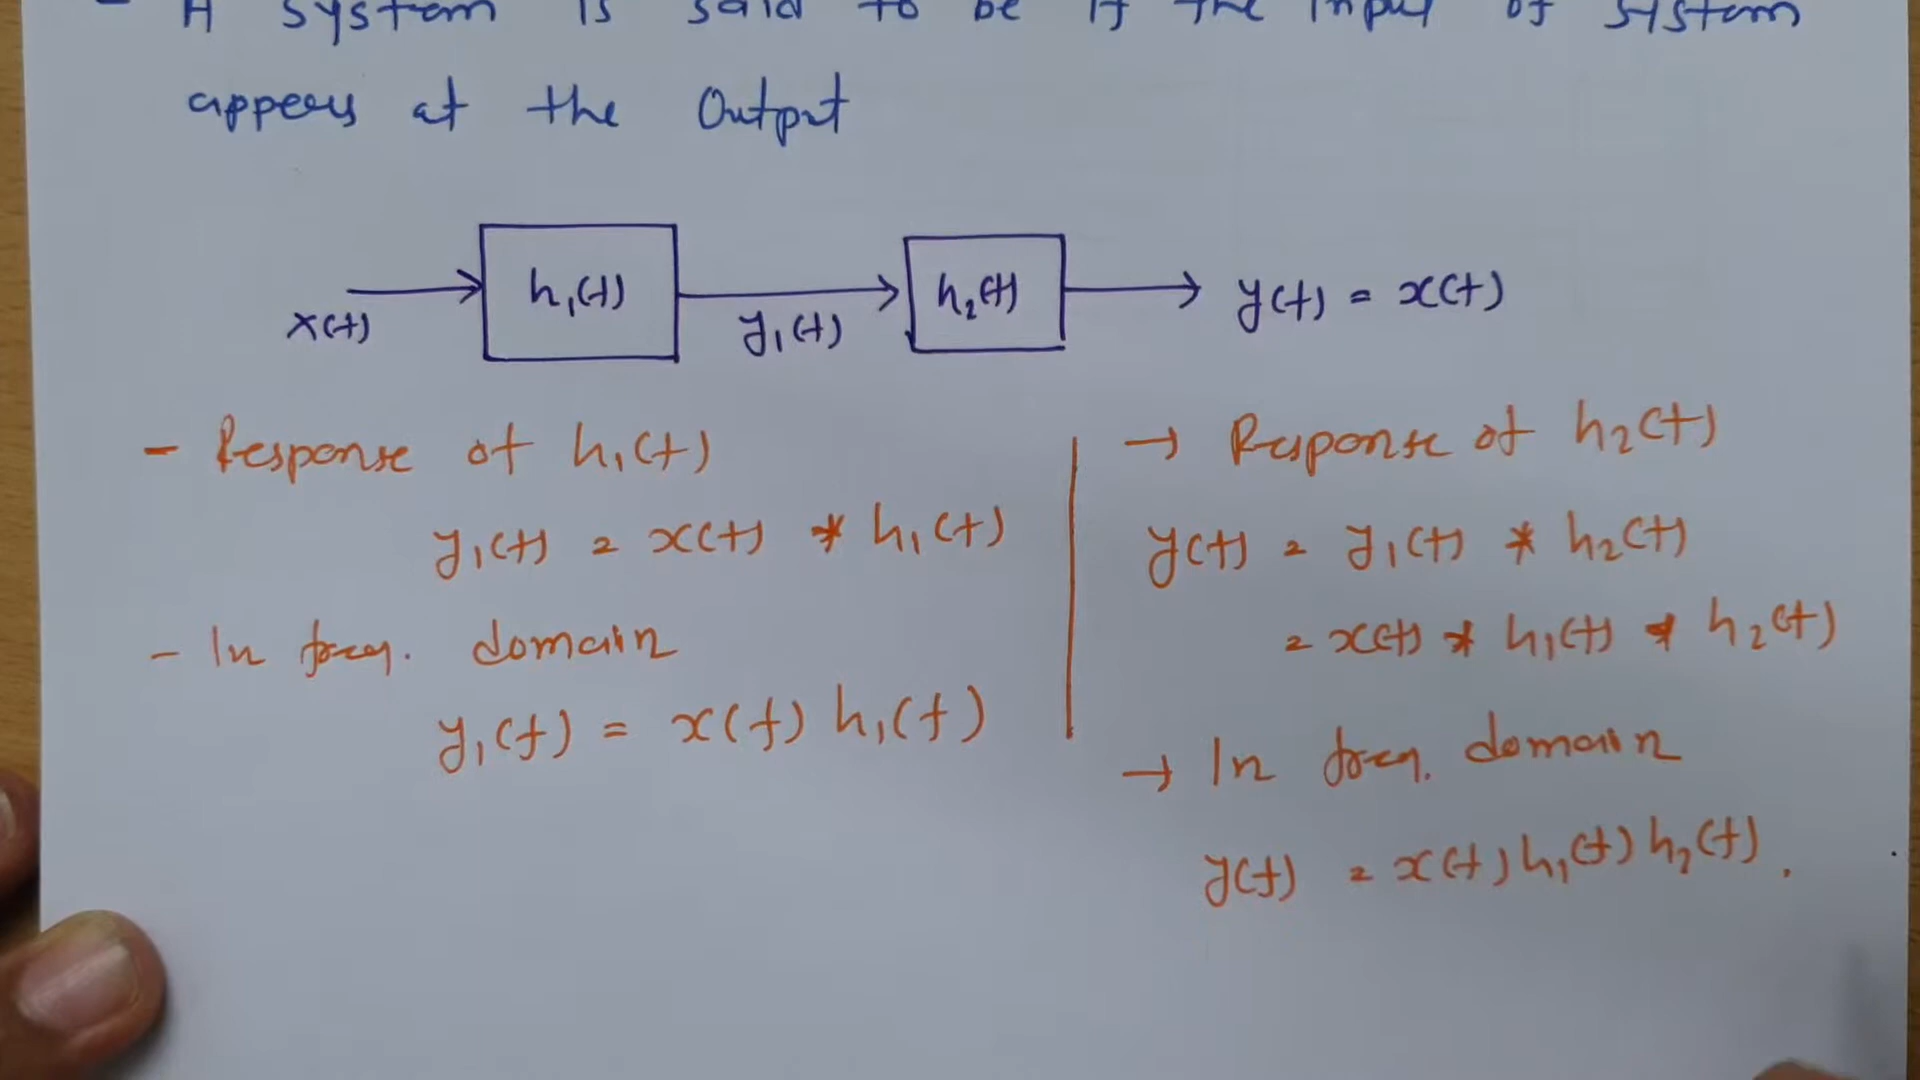 - A system is said to be if the input of system
appears at the Output
h₁(t)
h₂(t)
y(t) = x(t)
x(t)
y₁(t)
- Response of h₁(t)
y₁(t) = x(t) * h₁(t)
- In freq. domain
y₁(f) = x(f) h₁(f)
→ Response of h₂(t)
y(t) = y₁(t) * h₂(t)
= x(t) * h₁(t) * h₂(t)
→ In freq. domain
y(f) = x(f) h₁(f) h₂(f).